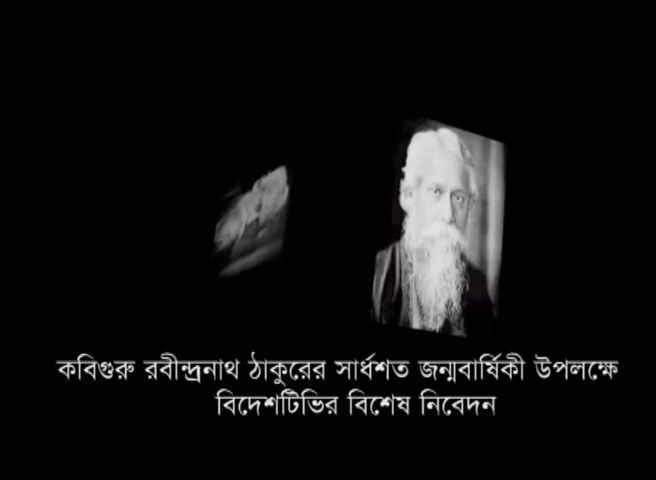 কবিগুরু রবীন্দ্রনাথ ঠাকুরের সার্ধশত জন্মবার্ষিকী উপলক্ষে
বিদেশটিভির বিশেষ নিবেদন